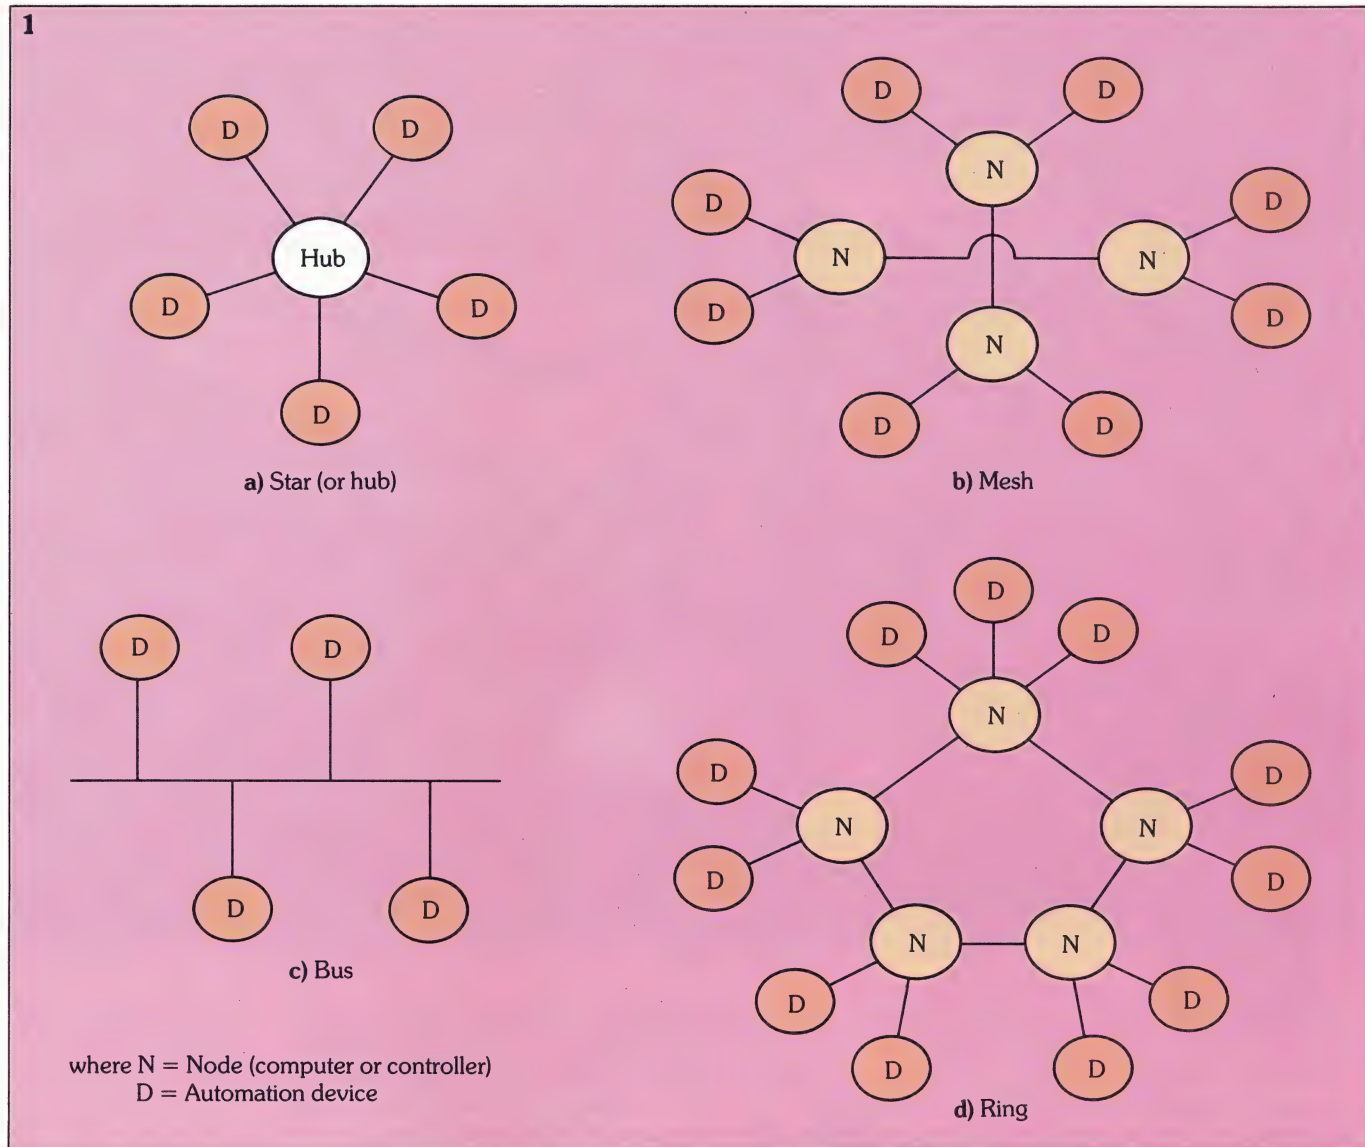 1
D D
Hub
D D
D
a) Star (or hub)
D D
N
D D
N N
D D
N
D D
b) Mesh
D D
D D
c) Bus
where N = Node (computer or controller)
D = Automation device
D
D D
N
D D
N N
D D
N N
D D
D D
d) Ring